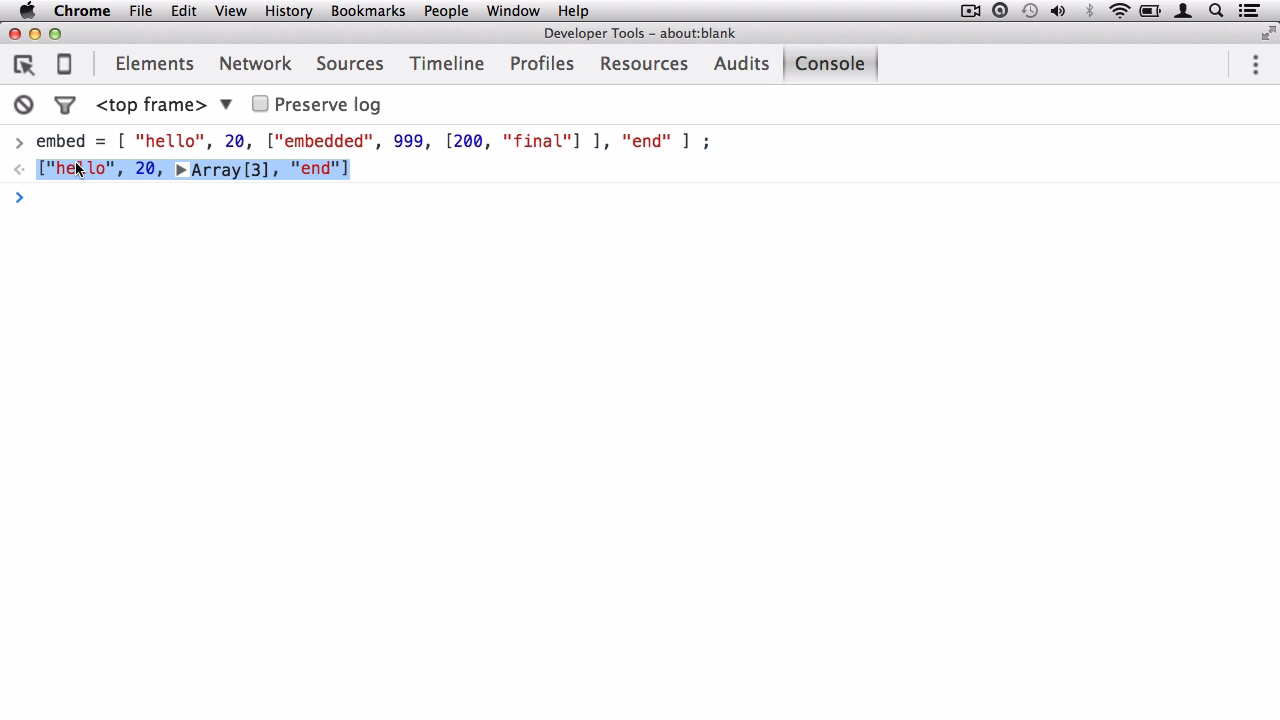 Chrome File Edit View History Bookmarks People Window Help
Developer Tools - about:blank
Elements Network Sources Timeline Profiles Resources Audits Console
<top frame> ▼ Preserve log
> embed = [ "hello", 20, ["embedded", 999, [200, "final"] ], "end" ] ;
["hello", 20, ▶Array[3], "end"]
>